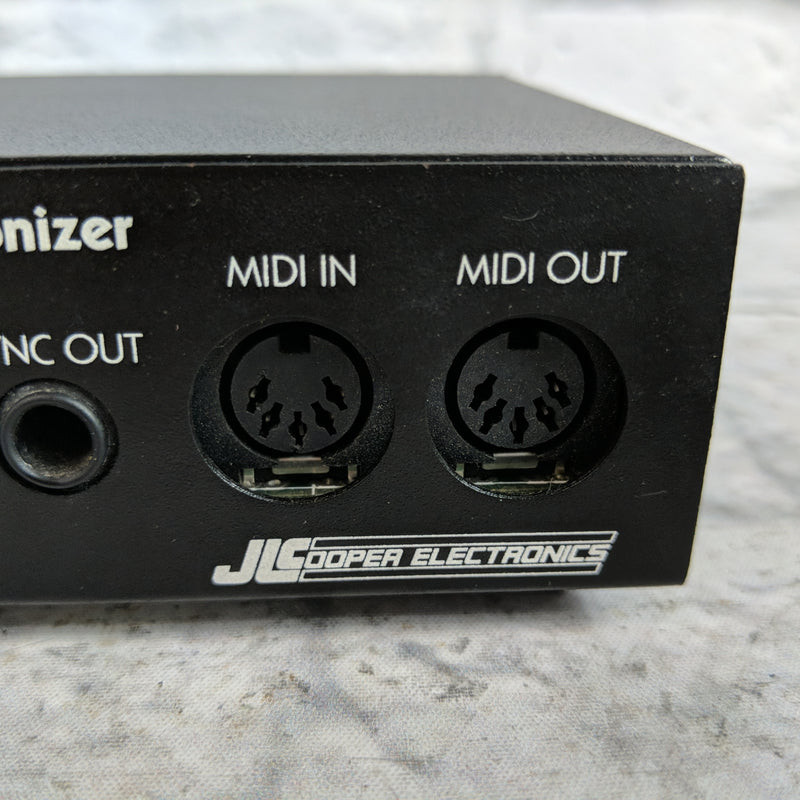 onizer
MIDI IN
MIDI OUT
NC OUT
JLCOOPER ELECTRONICS